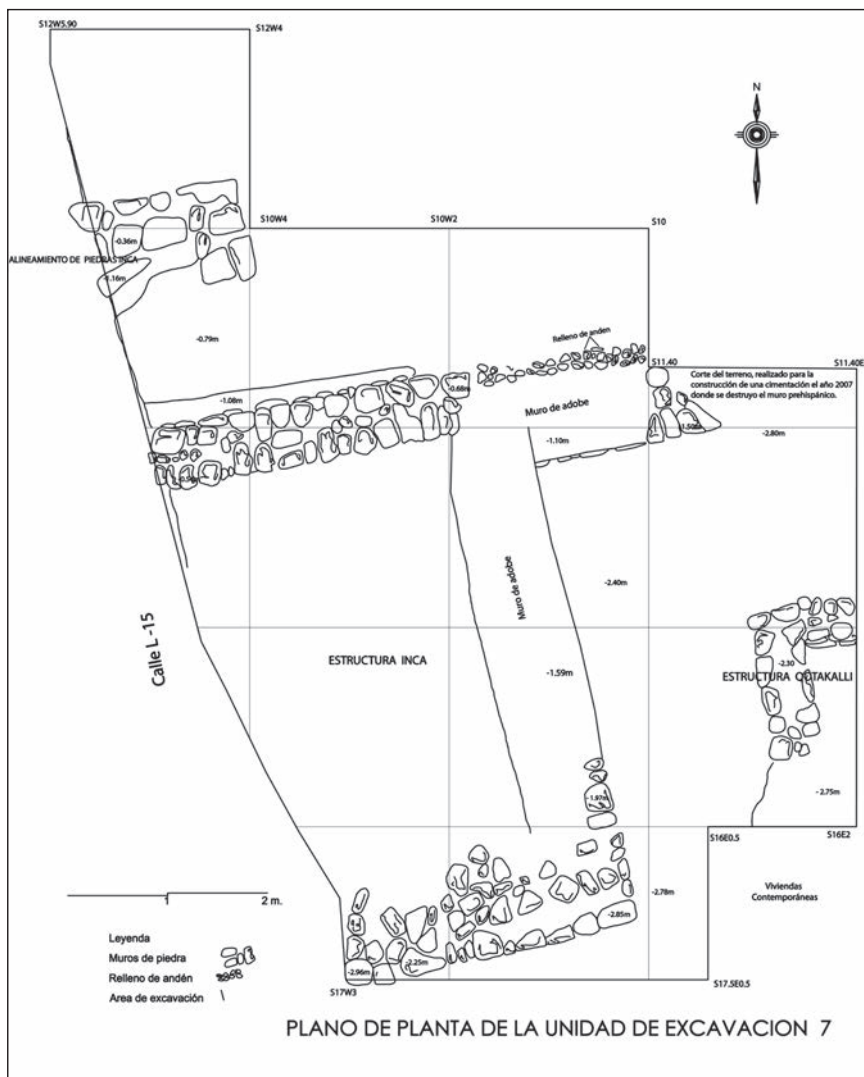 S12W5.90
S12W4
N
S10W4
S10W2
S10
-0.36m
ALINEAMIENTO DE PIEDRAS INCA
-1.16m
-0.79m
Relleno de anden
S11.40
S11.40E
Corte del terreno, realizado para la
construcción de una cimentación el año 2007
donde se destruyo el muro prehispánico.
-0.68m
-1.08m
Muro de adobe
-1.10m
-2.80m
Muro de adobe
-2.40m
Calle L -15
ESTRUCTURA INCA
-1.59m
-2.30
ESTRUCTURA QOTAKALLI
-1.97m
-2.75m
S16E0.5
S16E2
1
2 m.
-2.78m
Viviendas
Contemporáneas
-2.85m
Leyenda
Muros de piedra
Relleno de andén
Area de excavación
-2.96m
-2.25m
S17W3
S17.5E0.5
PLANO DE PLANTA DE LA UNIDAD DE EXCAVACION 7